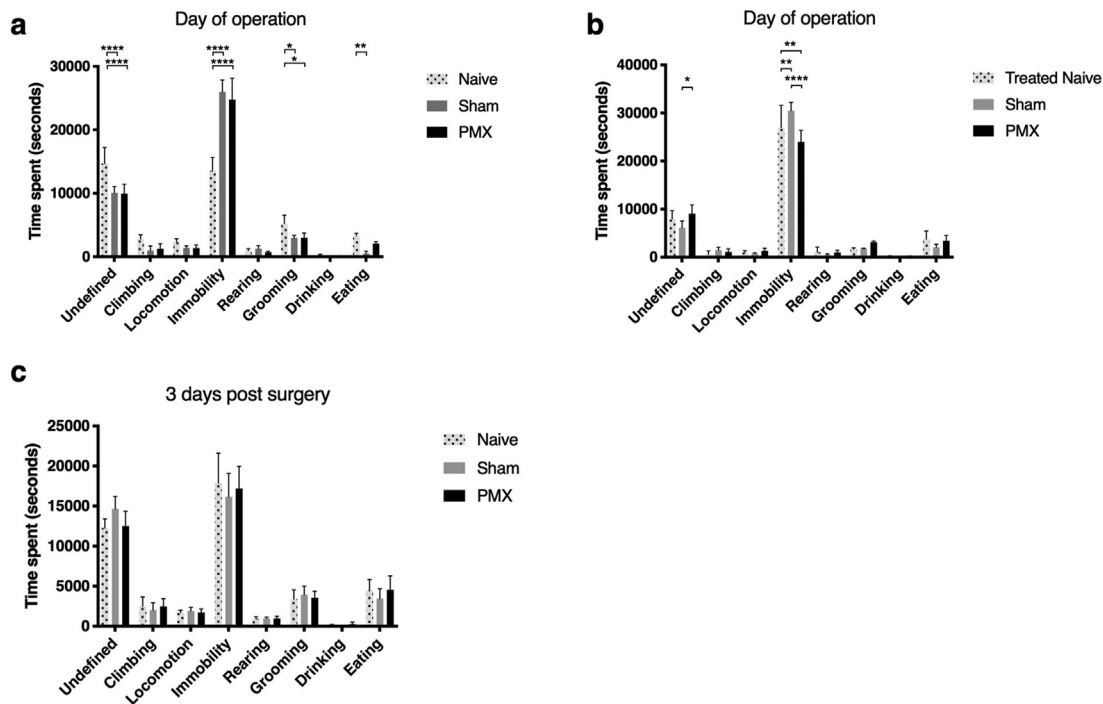 a
Day of operation
**** **** * **
**** **** *
Time spent (seconds)
30000
20000
10000
0
Undefined
Climbing
Locomotion
Immobility
Rearing
Grooming
Drinking
Eating
Naive
Sham
PMX
b
Day of operation
**
**
* ****
Time spent (seconds)
40000
30000
20000
10000
0
Undefined
Climbing
Locomotion
Immobility
Rearing
Grooming
Drinking
Eating
Treated Naive
Sham
PMX
c
3 days post surgery
Time spent (seconds)
25000
20000
15000
10000
5000
0
Undefined
Climbing
Locomotion
Immobility
Rearing
Grooming
Drinking
Eating
Naive
Sham
PMX